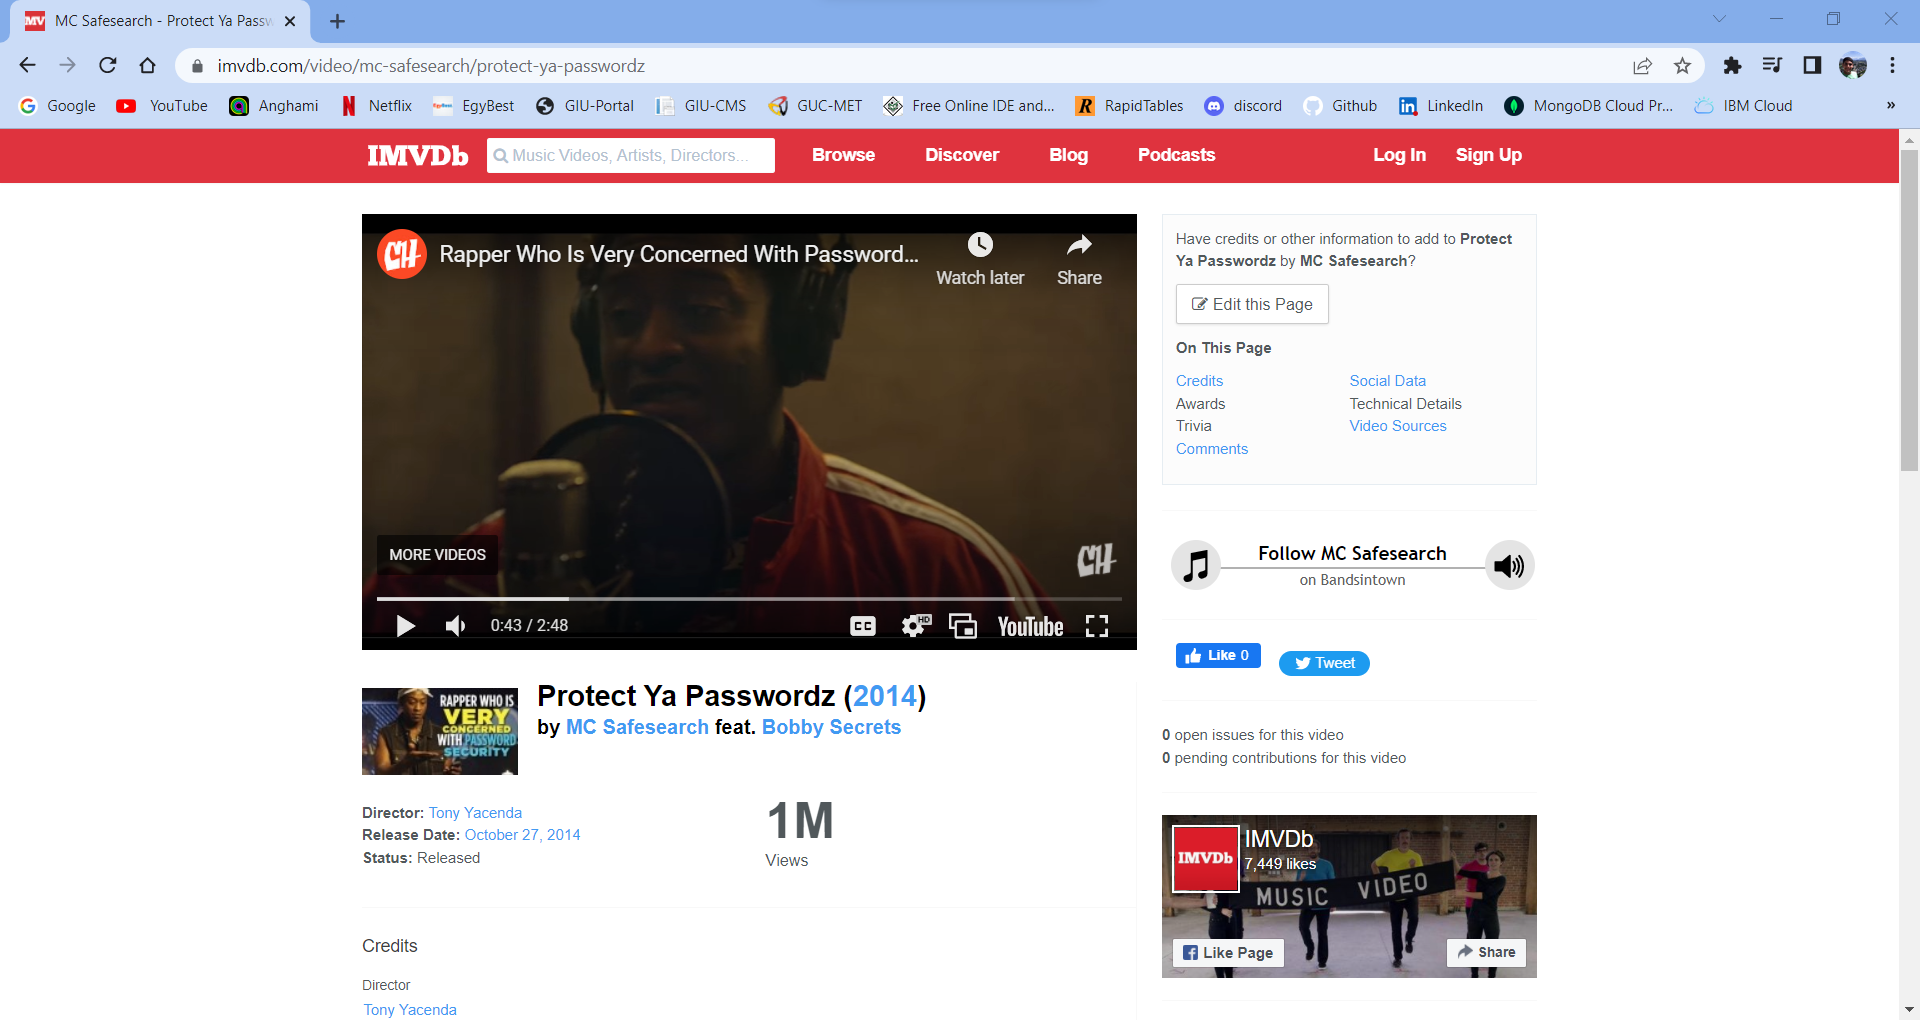 MV MC Safesearch - Protect Ya Passw
imvdb.com/video/mc-safesearch/protect-ya-passwordz
Google YouTube Anghami Netflix EgyBest GIU-Portal GIU-CMS GUC-MET Free Online IDE and... RapidTables discord Github LinkedIn MongoDB Cloud Pr... IBM Cloud »
IMVDb Music Videos, Artists, Directors... Browse Discover Blog Podcasts Log In Sign Up
CH Rapper Who Is Very Concerned With Password... Watch later Share
MORE VIDEOS
CH
0:43 / 2:48 CC HD YouTube
RAPPER WHO IS
VERY
CONCERNED
WITH PASSWORD
SECURITY
Protect Ya Passwordz (2014)
by MC Safesearch feat. Bobby Secrets
Director: Tony Yacenda
Release Date: October 27, 2014
Status: Released
1M
Views
Credits
Director
Tony Yacenda
Have credits or other information to add to Protect
Ya Passwordz by MC Safesearch?
Edit this Page
On This Page
Credits Social Data
Awards Technical Details
Trivia Video Sources
Comments
Follow MC Safesearch
on Bandsintown
Like 0 Tweet
0 open issues for this video
0 pending contributions for this video
IMVDb IMVDb
7,449 likes
MUSIC VIDEO
Like Page Share